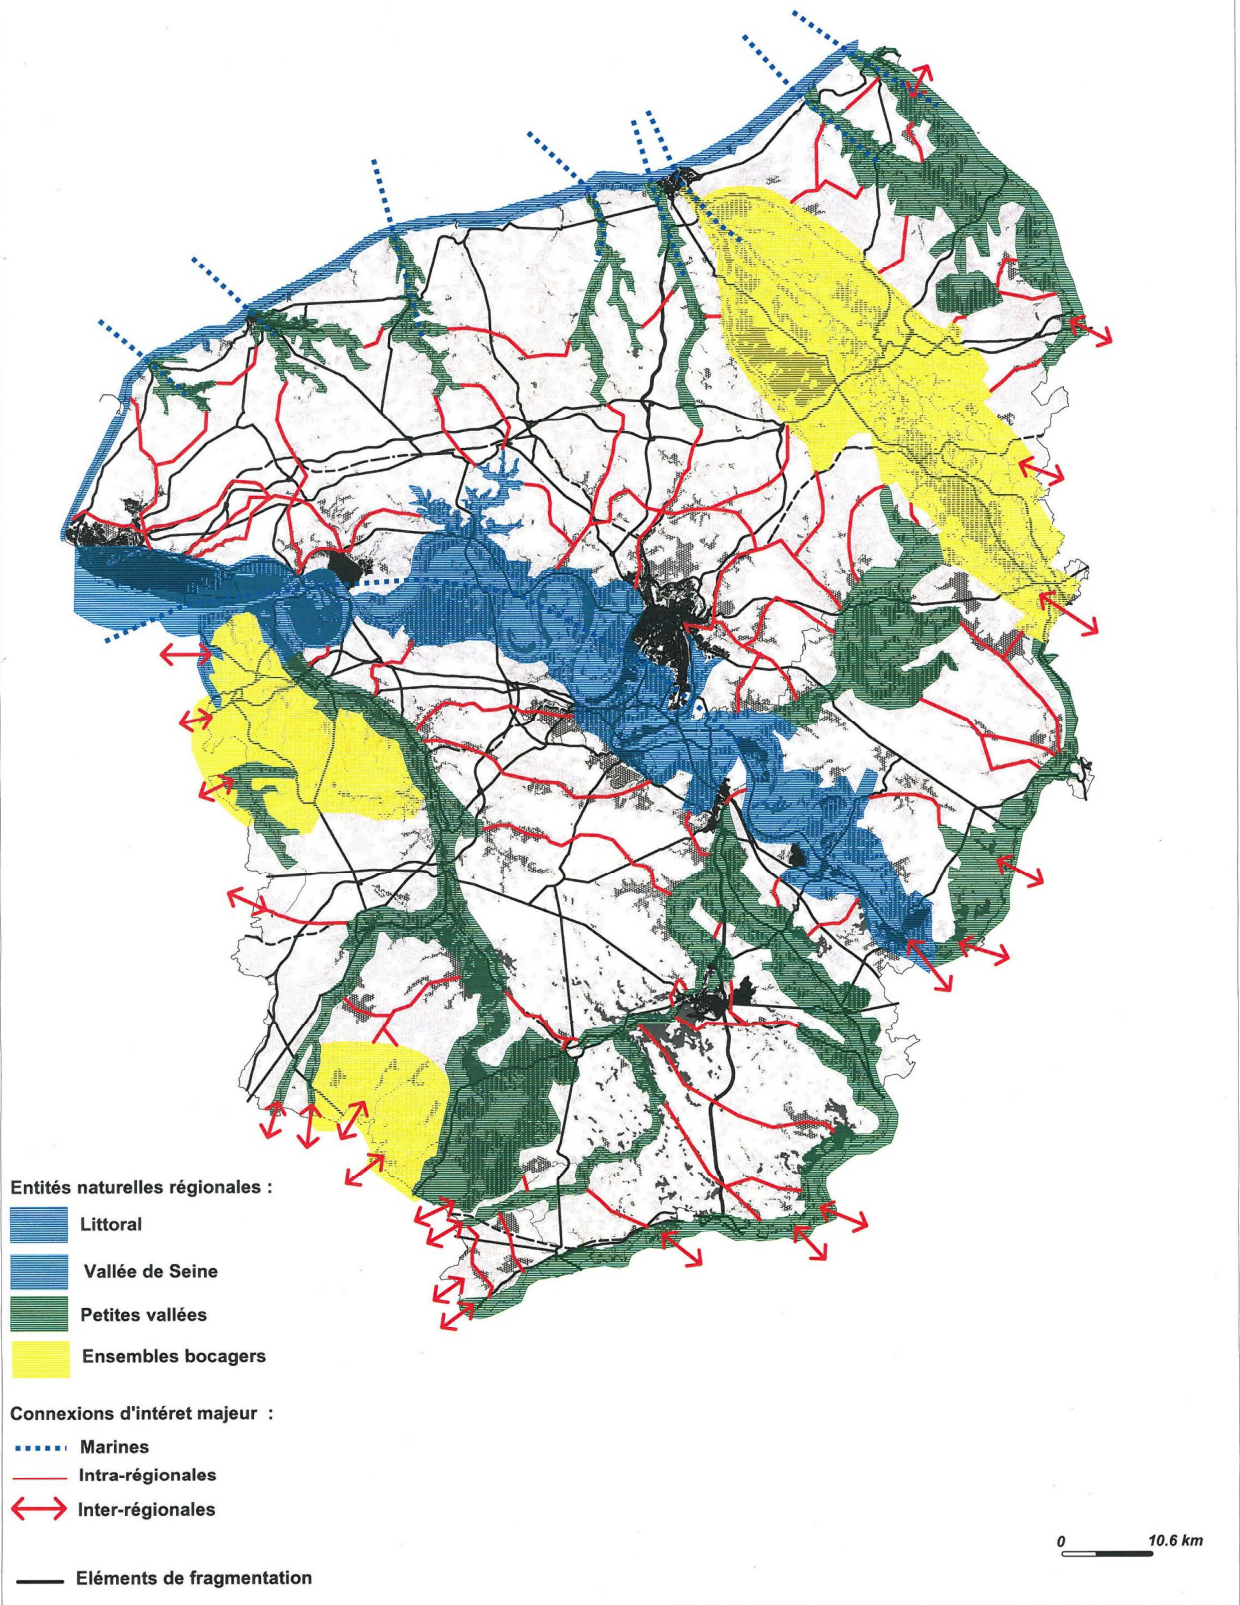 Entités naturelles régionales :
Littoral
Vallée de Seine
Petites vallées
Ensembles bocagers
Connexions d'intéret majeur :
Marines
Intra-régionales
Inter-régionales
Eléments de fragmentation
0 10.6 km